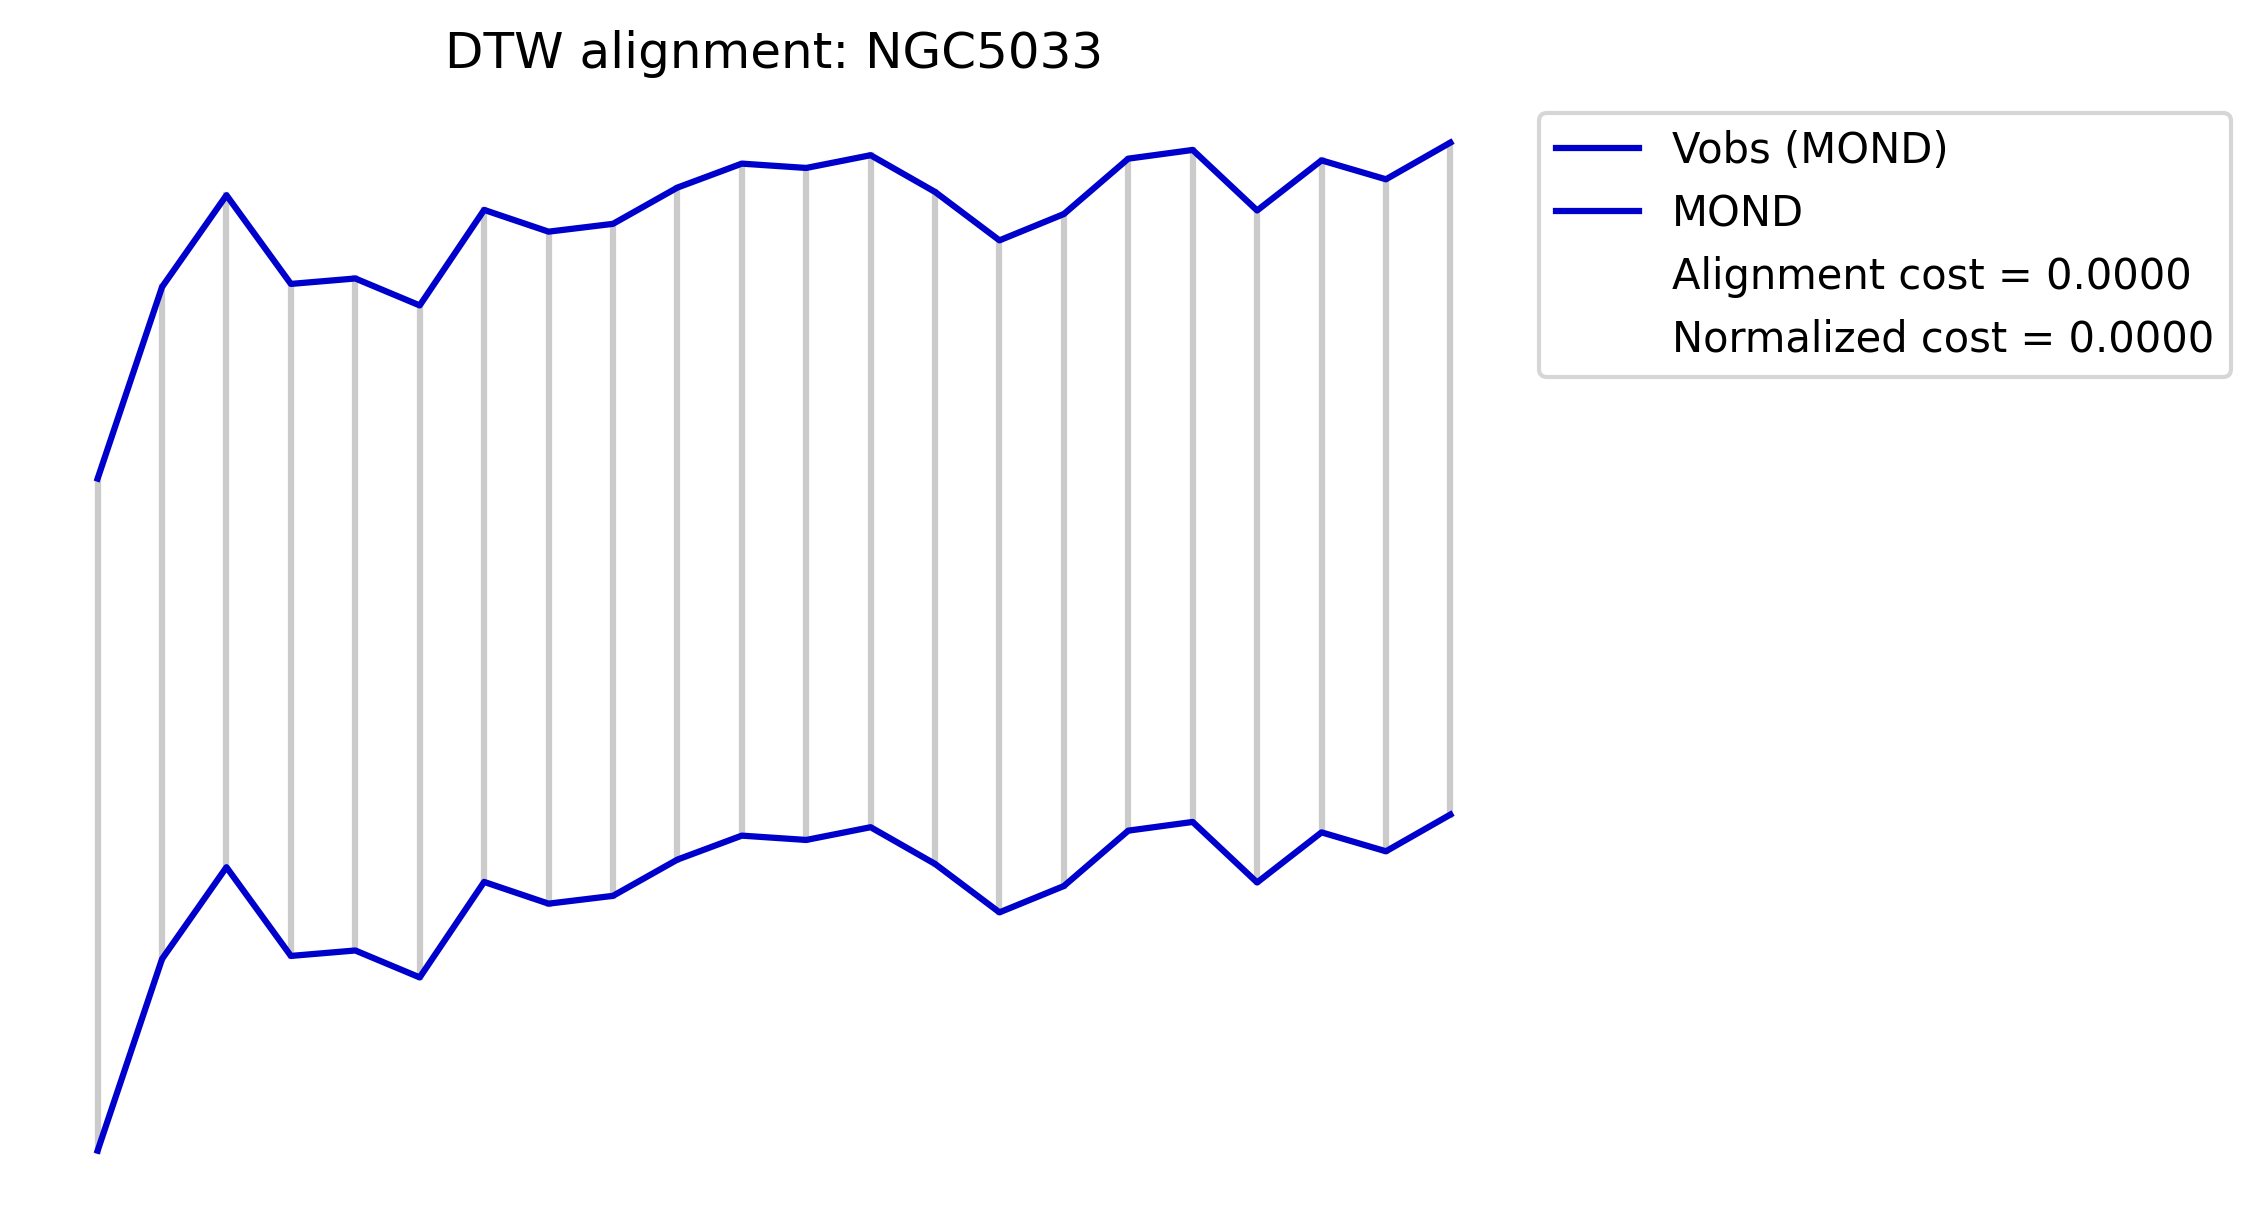 DTW alignment: NGC5033
Vobs (MOND)
MOND
Alignment cost = 0.0000
Normalized cost = 0.0000